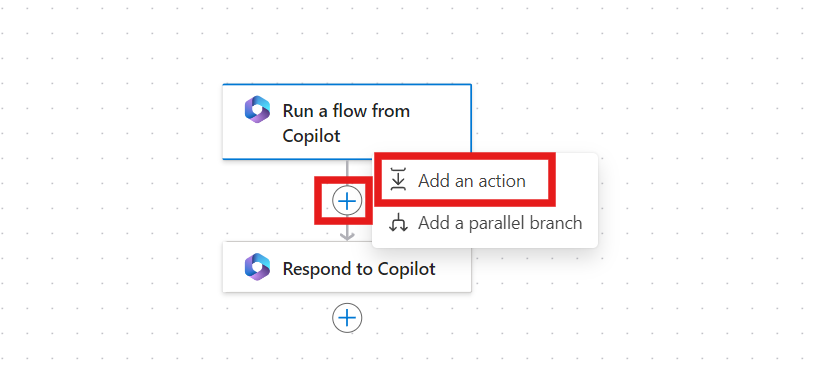 Run a flow from
Copilot
Add an action
Add a parallel branch
Respond to Copilot